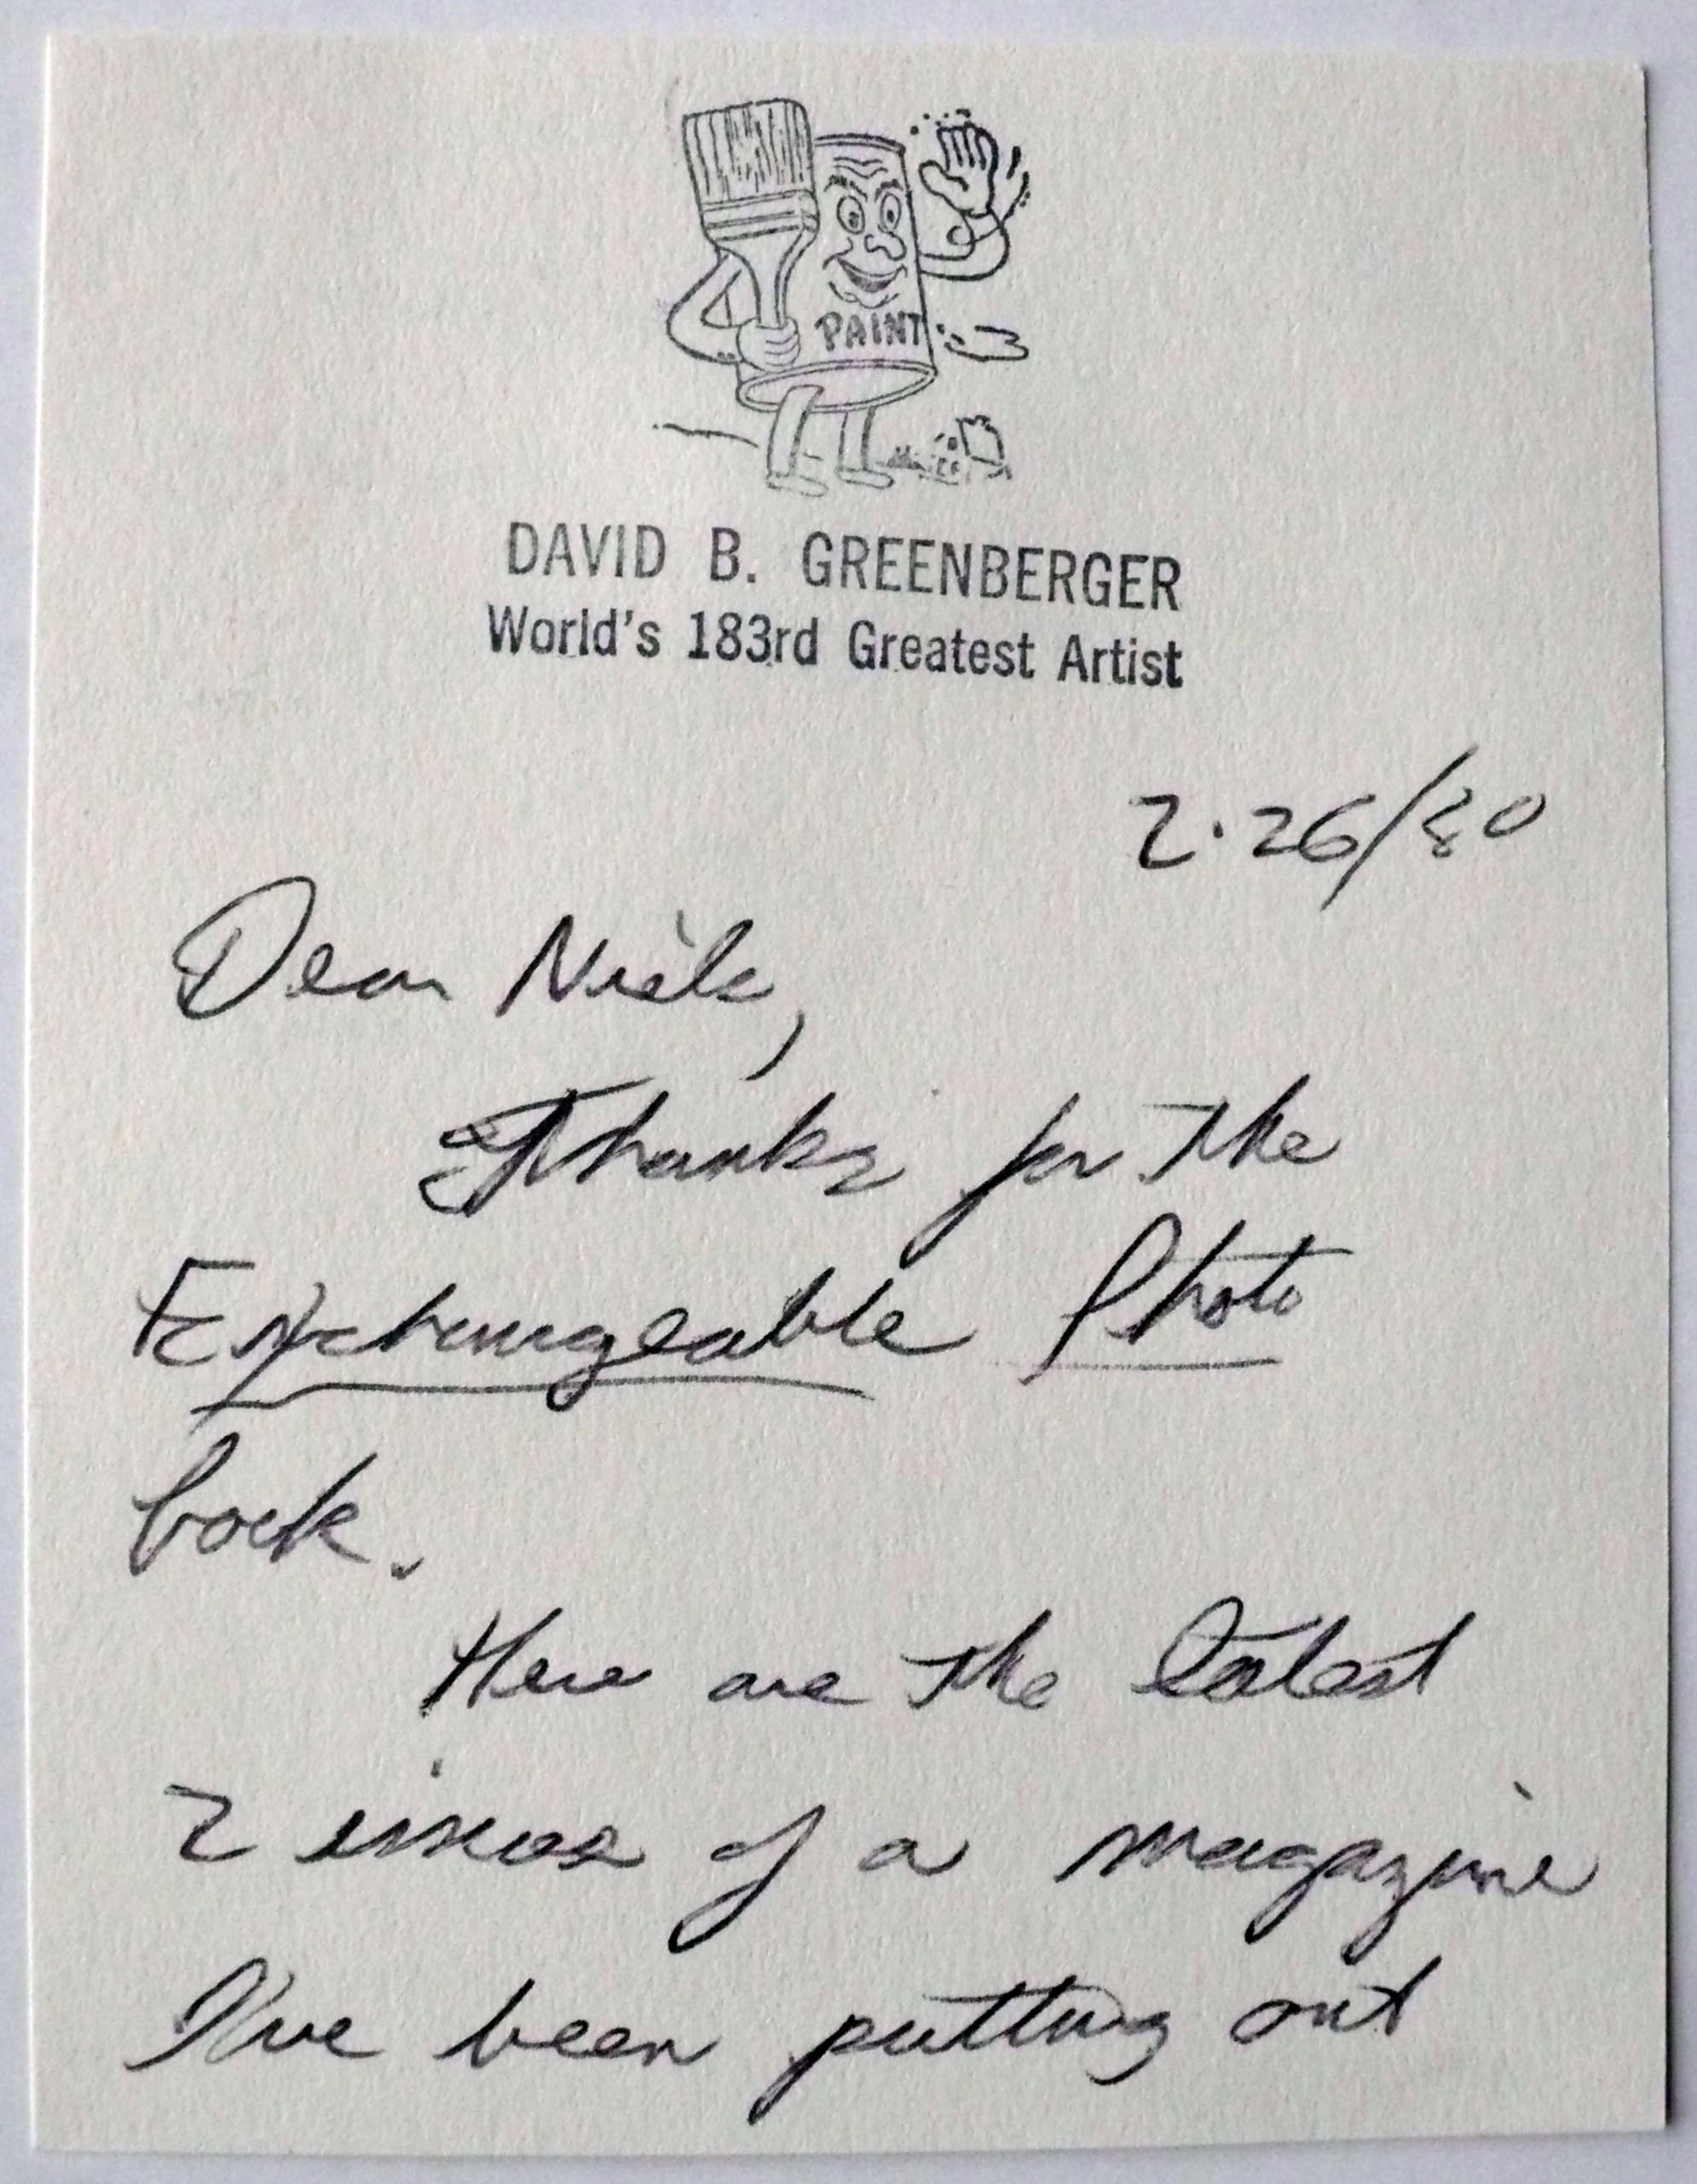 PAINT
DAVID B. GREENBERGER
World's 183rd Greatest Artist
2·26/80
Dear Niels,
Thanks for the
Exchangeable Photo
book.
Here are the latest
2 issues of a magazine
I've been putting out